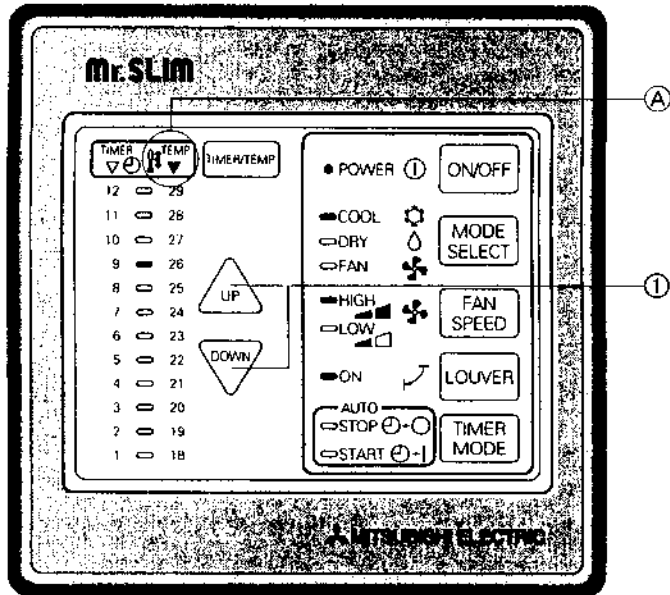 Mr.SLIM
A
TIMER TEMP
TIMER/TEMP
12 29
11 28
10 27
9 26
8 25
7 24
6 23
5 22
4 21
3 20
2 19
1 18
UP
DOWN
1
POWER ON/OFF
COOL
DRY
FAN
MODE
SELECT
HIGH
LOW
FAN
SPEED
ON LOUVER
AUTO
STOP
START
TIMER
MODE
MITSUBISHI ELECTRIC